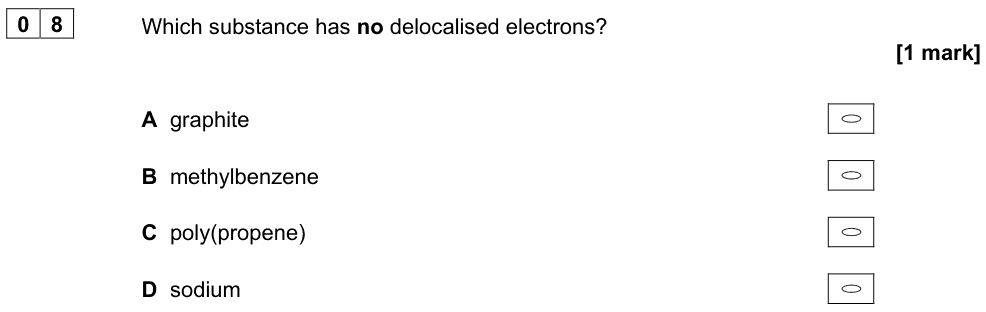 0 8 Which substance has no delocalised electrons?
[1 mark]
A graphite
B methylbenzene
C poly(propene)
D sodium